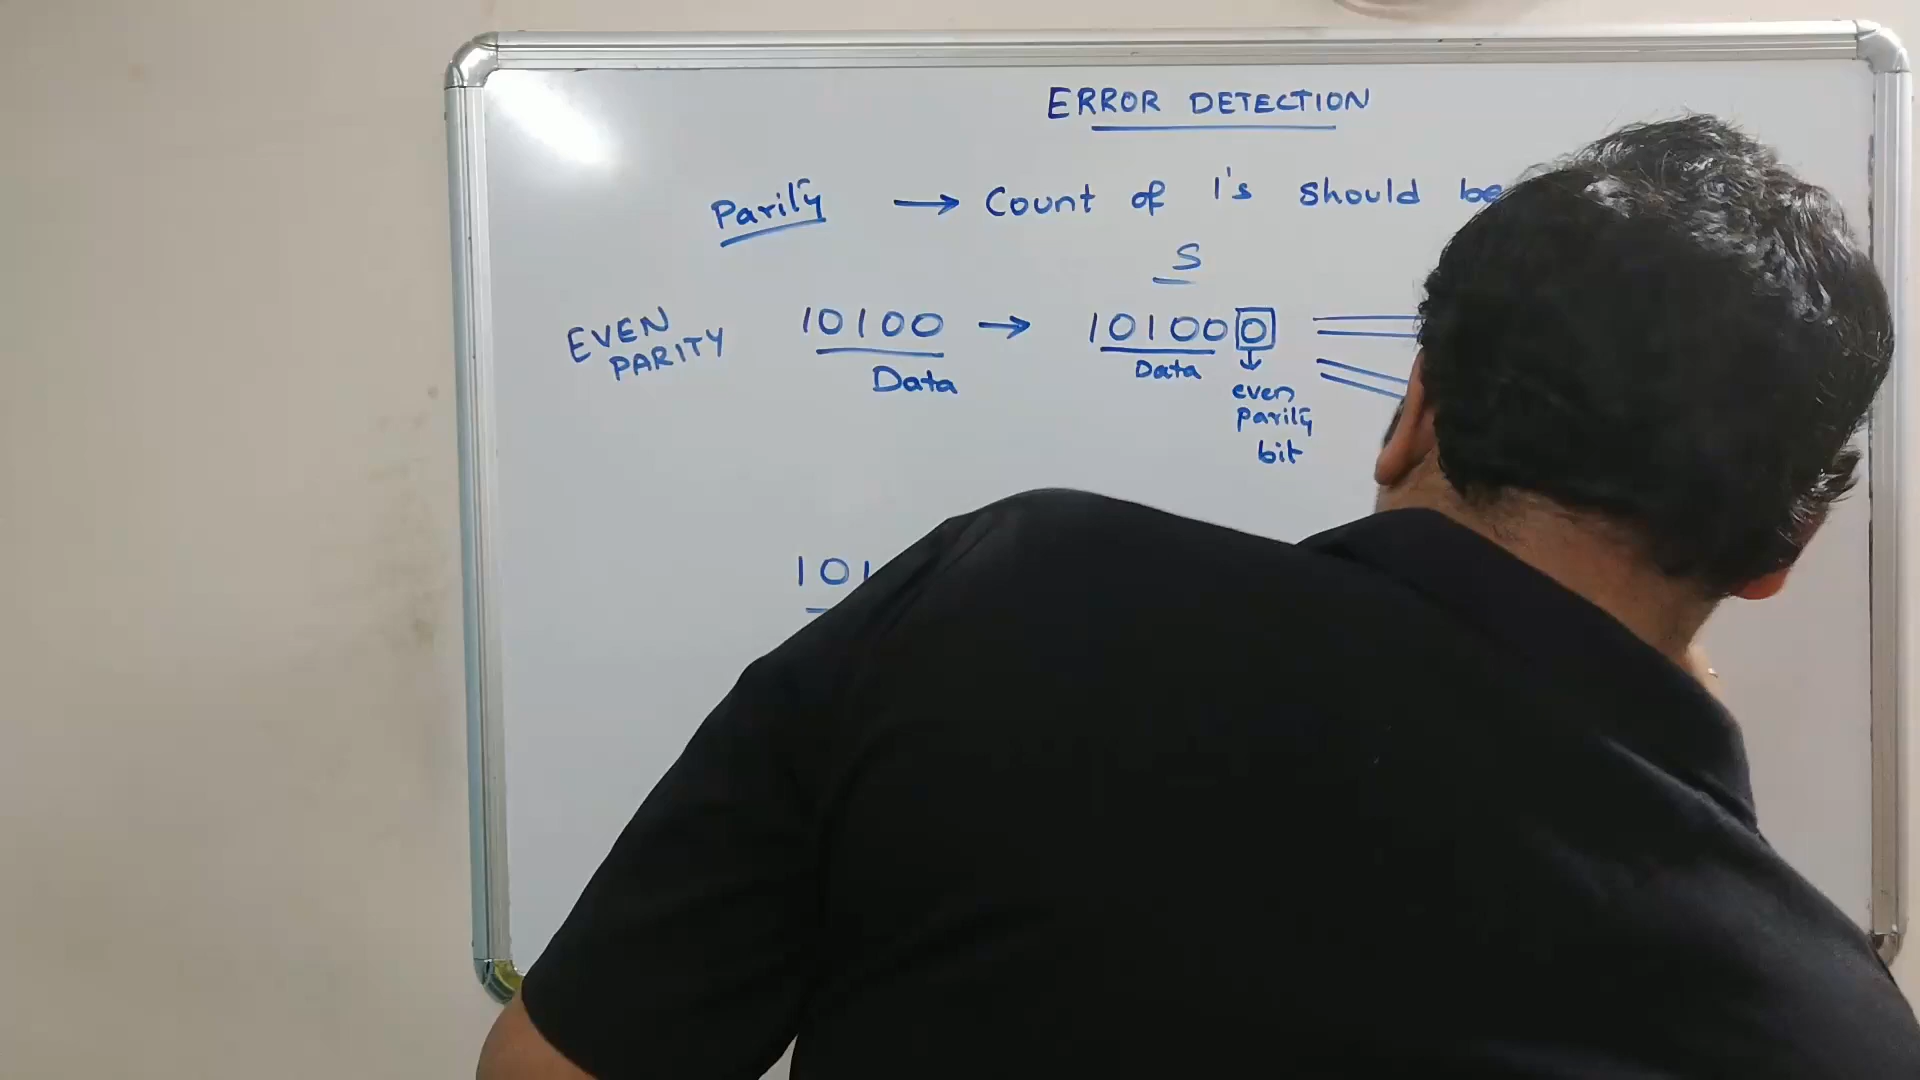 ERROR DETECTION
Parity → Count of 1's should be
S
EVEN PARITY 10100 → 101000
Data Data ↓
even
parity
bit
101